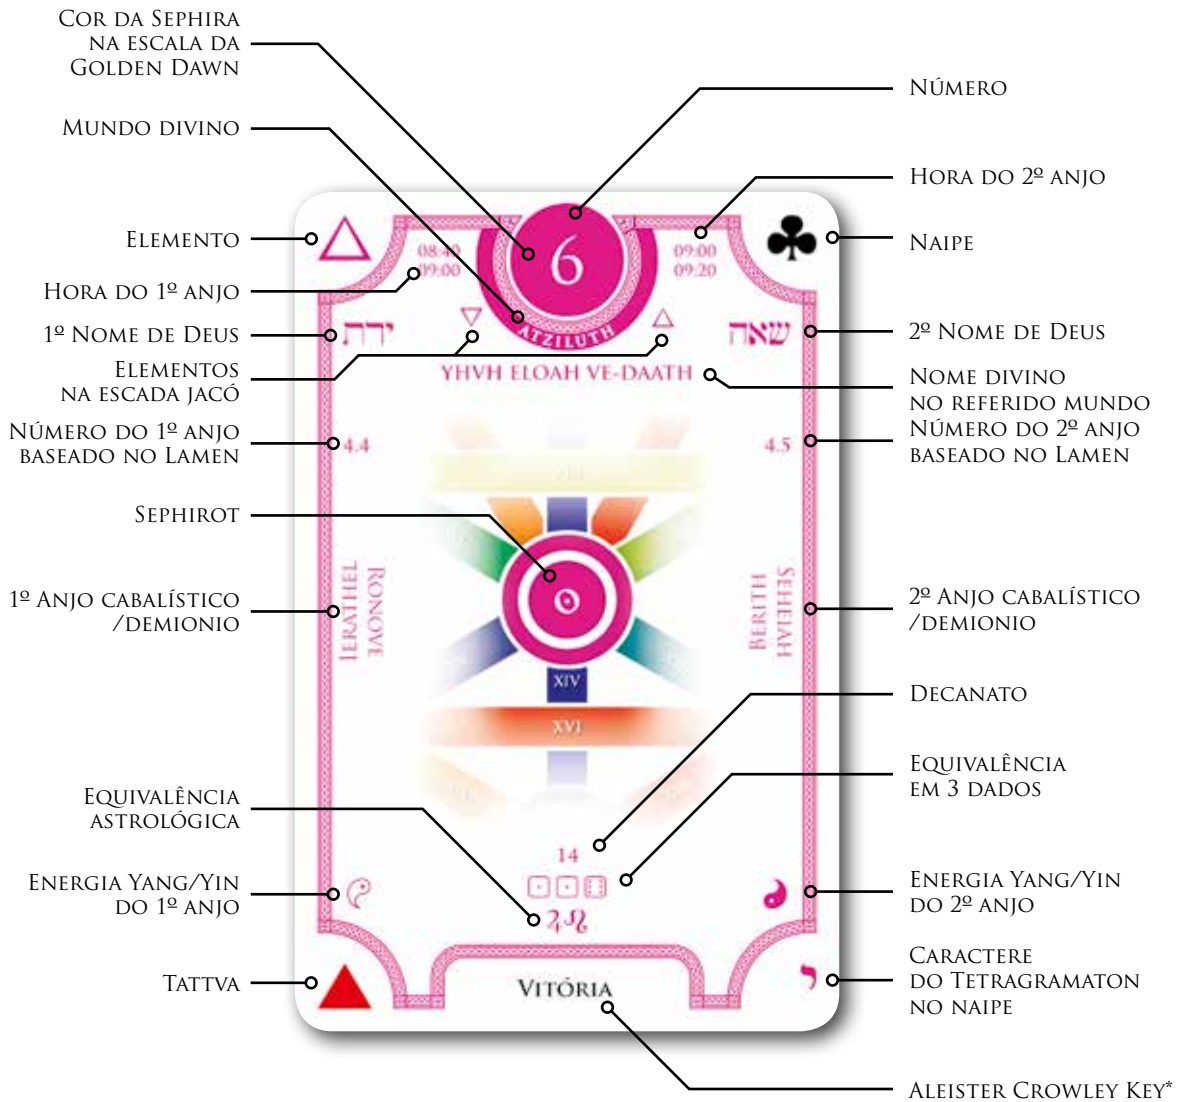 Cor da Sephira
na escala da
Golden Dawn
Mundo divino
Elemento
Hora do 1º anjo
1º Nome de Deus
Elementos
na escada Jacó
Número do 1º anjo
baseado no Lamen
Sephirot
1º Anjo cabalístico
/demionio
Equivalência
astrológica
Energia Yang/Yin
do 1º anjo
Tattva
6
08:40
09:00
09:00
09:20
ירת
שאה
Atziluth
YHVH Eloah Ve-Daath
4.4
4.5
Ronove
Ierathel
Seheiah
Berith
XIV
XVI
14
♃♌
י
Vitória
Número
Hora do 2º anjo
Naipe
2º Nome de Deus
Nome divino
no referido mundo
Número do 2º anjo
baseado no Lamen
2º Anjo cabalístico
/demionio
Decanato
Equivalência
em 3 dados
Energia Yang/Yin
do 2º anjo
Caractere
do Tetragramaton
no naipe
Aleister Crowley Key*